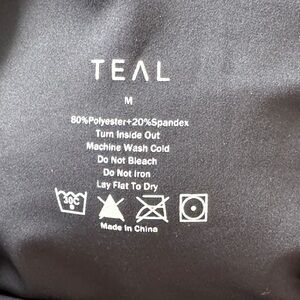 TEAL
M
80%Polyester+20%Spandex
Turn Inside Out
Machine Wash Cold
Do Not Bleach
Do Not Iron
Lay Flat To Dry
30C
Made In China